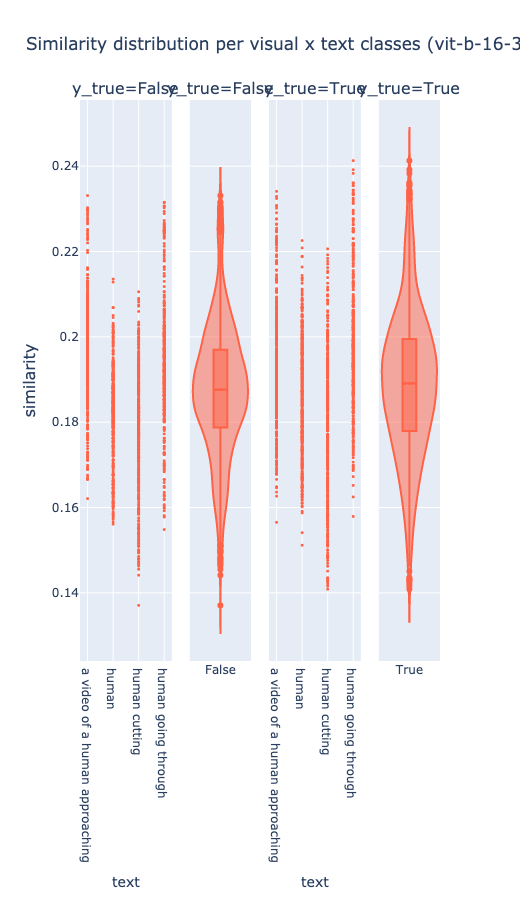 Similarity distribution per visual x text classes (vit-b-16-3
y_true=False
y_true=False
y_true=True
y_true=True
similarity
0.24
0.22
0.2
0.18
0.16
0.14
a video of a human approaching
human
human cutting
human going through
False
a video of a human approaching
human
human cutting
human going through
True
text
text